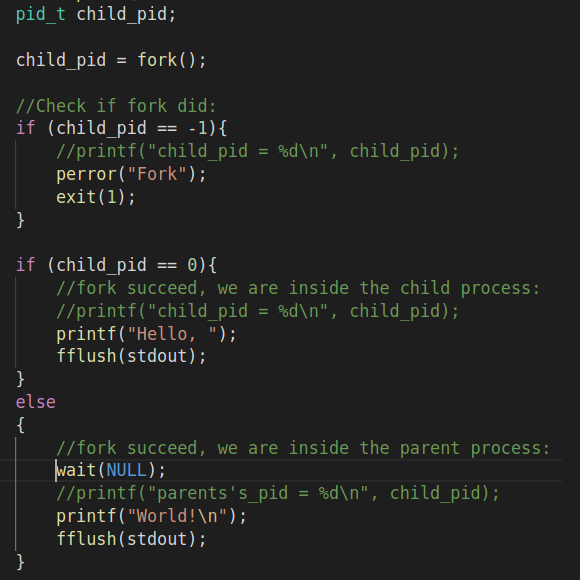 pid_t child_pid;
child_pid = fork();
//Check if fork did:
if (child_pid == -1){
//printf("child_pid = %d\n", child_pid);
perror("Fork");
exit(1);
}
if (child_pid == 0){
//fork succeed, we are inside the child process:
//printf("child_pid = %d\n", child_pid);
printf("Hello, ");
fflush(stdout);
}
else
{
//fork succeed, we are inside the parent process:
wait(NULL);
//printf("parents's_pid = %d\n", child_pid);
printf("World!\n");
fflush(stdout);
}